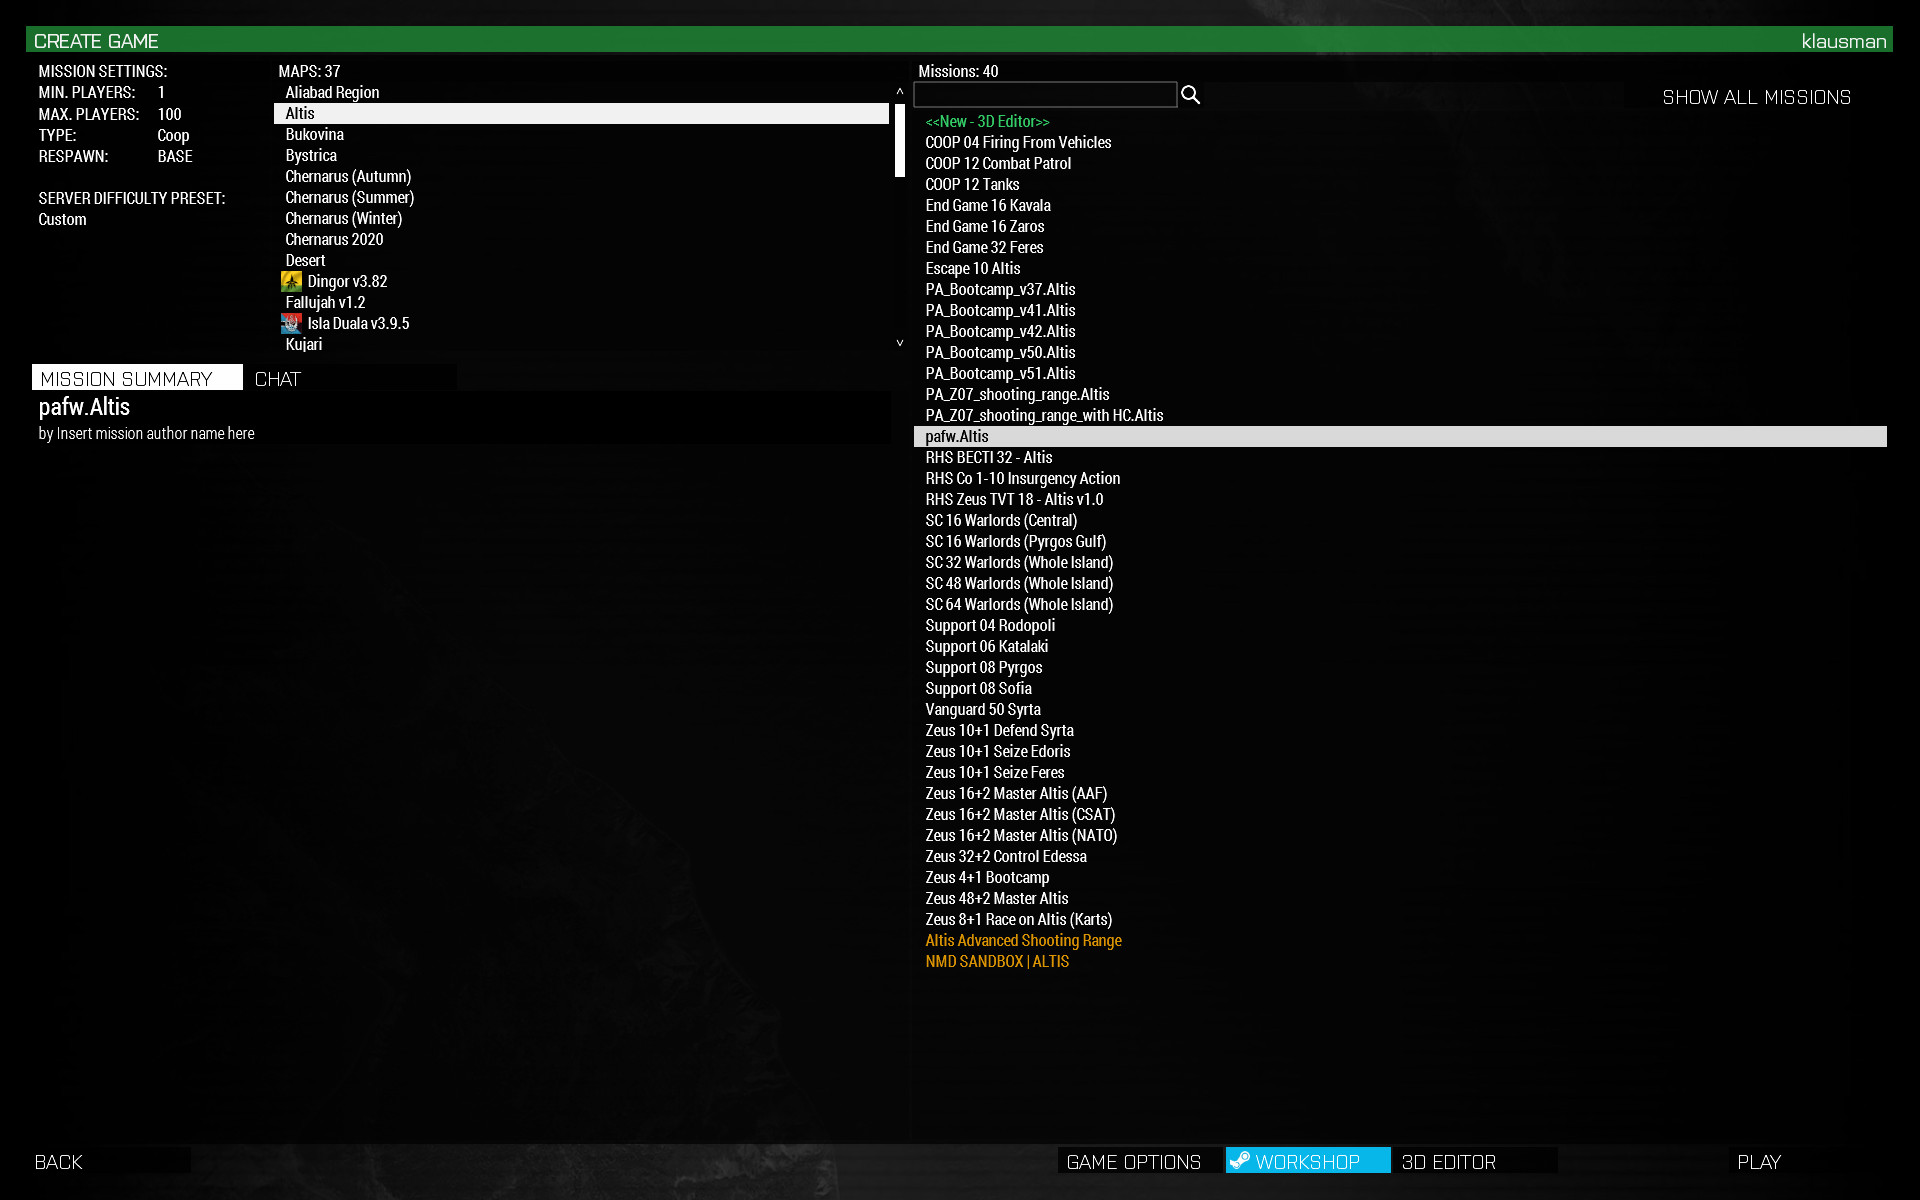 CREATE GAME
klausman
MISSION SETTINGS:
MIN. PLAYERS: 1
MAX. PLAYERS: 100
TYPE: Coop
RESPAWN: BASE
SERVER DIFFICULTY PRESET:
Custom
MAPS: 37
Aliabad Region
Altis
Bukovina
Bystrica
Chernarus (Autumn)
Chernarus (Summer)
Chernarus (Winter)
Chernarus 2020
Desert
Dingor v3.82
Fallujah v1.2
Isla Duala v3.9.5
Kujari
MISSION SUMMARY
CHAT
pafw.Altis
by Insert mission author name here
Missions: 40
SHOW ALL MISSIONS
<<New - 3D Editor>>
COOP 04 Firing From Vehicles
COOP 12 Combat Patrol
COOP 12 Tanks
End Game 16 Kavala
End Game 16 Zaros
End Game 32 Feres
Escape 10 Altis
PA_Bootcamp_v37.Altis
PA_Bootcamp_v41.Altis
PA_Bootcamp_v42.Altis
PA_Bootcamp_v50.Altis
PA_Bootcamp_v51.Altis
PA_Z07_shooting_range.Altis
PA_Z07_shooting_range_with HC.Altis
pafw.Altis
RHS BECTI 32 - Altis
RHS Co 1-10 Insurgency Action
RHS Zeus TVT 18 - Altis v1.0
SC 16 Warlords (Central)
SC 16 Warlords (Pyrgos Gulf)
SC 32 Warlords (Whole Island)
SC 48 Warlords (Whole Island)
SC 64 Warlords (Whole Island)
Support 04 Rodopoli
Support 06 Katalaki
Support 08 Pyrgos
Support 08 Sofia
Vanguard 50 Syrta
Zeus 10+1 Defend Syrta
Zeus 10+1 Seize Edoris
Zeus 10+1 Seize Feres
Zeus 16+2 Master Altis (AAF)
Zeus 16+2 Master Altis (CSAT)
Zeus 16+2 Master Altis (NATO)
Zeus 32+2 Control Edessa
Zeus 4+1 Bootcamp
Zeus 48+2 Master Altis
Zeus 8+1 Race on Altis (Karts)
Altis Advanced Shooting Range
NMD SANDBOX | ALTIS
BACK
GAME OPTIONS
WORKSHOP
3D EDITOR
PLAY